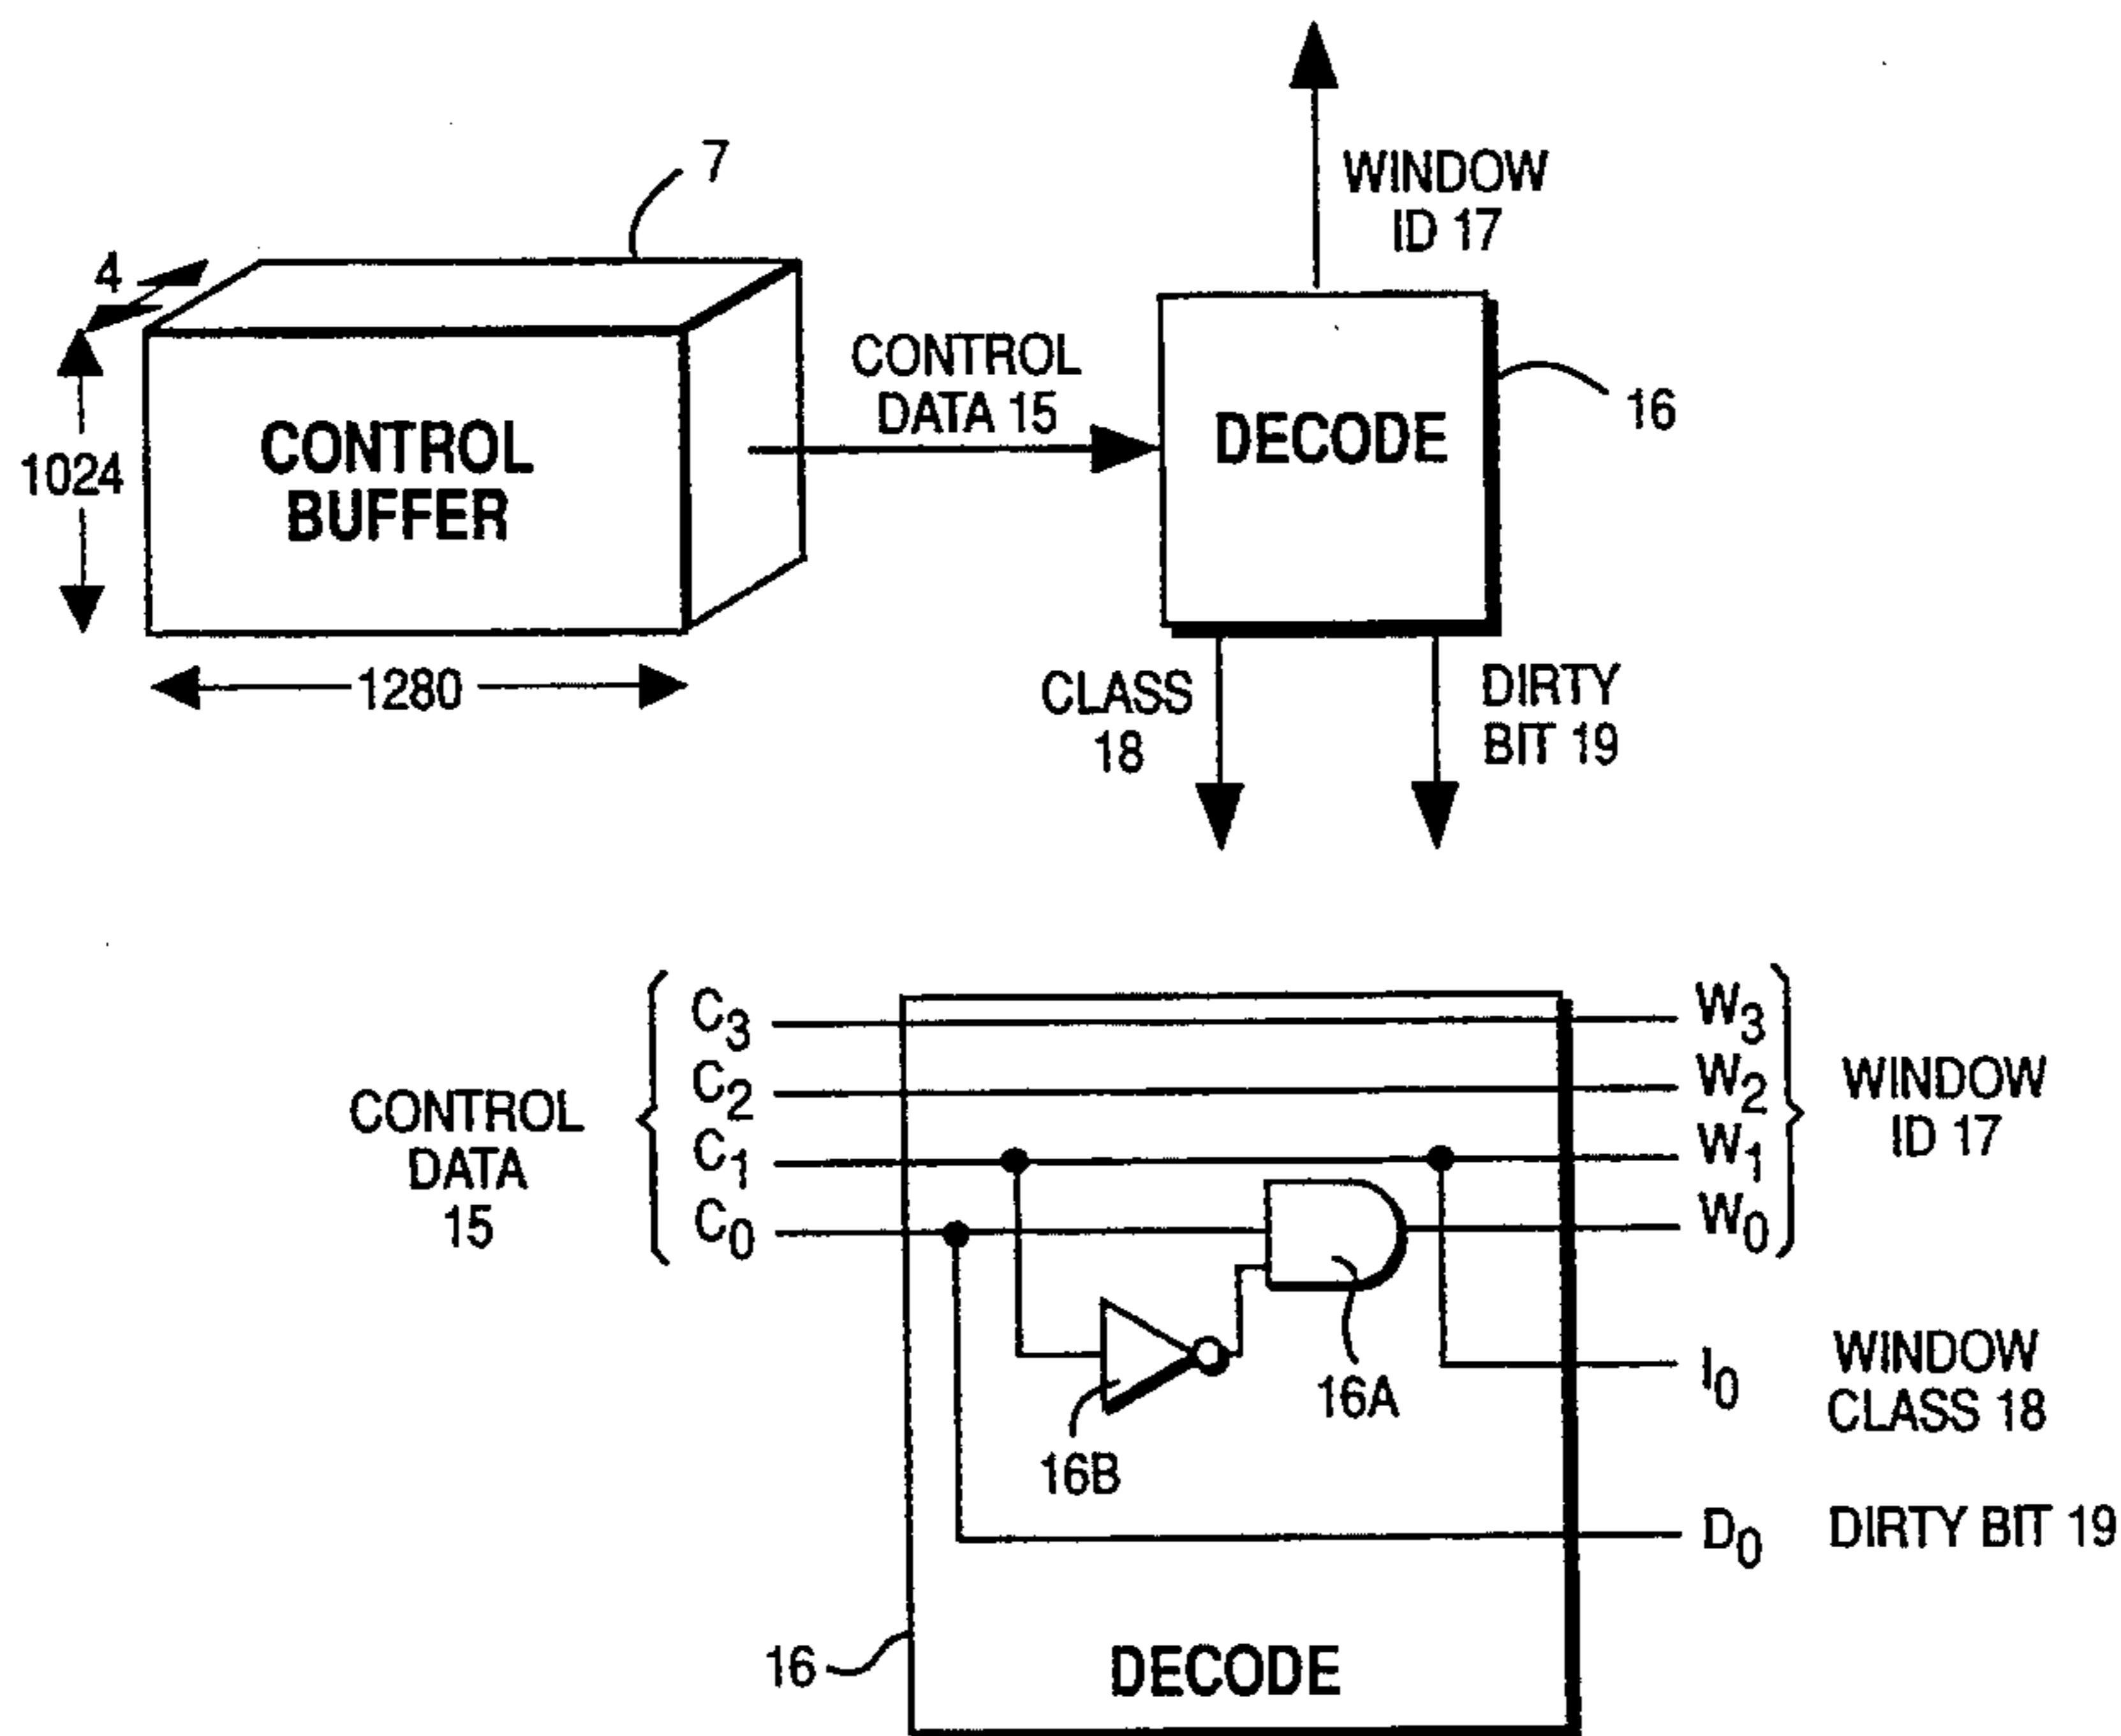 7
4
1024
CONTROL
BUFFER
1280
CONTROL
DATA 15
WINDOW
ID 17
DECODE
16
CLASS
18
DIRTY
BIT 19
CONTROL
DATA
15
C3
C2
C1
C0
W3
W2
W1
W0
WINDOW
ID 17
16A
16B
I0
WINDOW
CLASS 18
D0
DIRTY BIT 19
16
DECODE